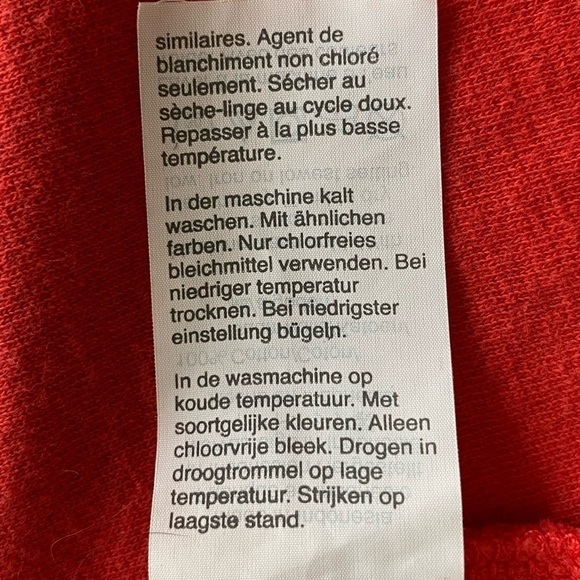 similaires. Agent de
blanchiment non chloré
seulement. Sécher au
sèche-linge au cycle doux.
Repasser à la plus basse
température.
In der maschine kalt
waschen. Mit ähnlichen
farben. Nur chlorfreies
bleichmittel verwenden. Bei
niedriger temperatur
trocknen. Bei niedrigster
einstellung bügeln.
In de wasmachine op
koude temperatuur. Met
soortgelijke kleuren. Alleen
chloorvrije bleek. Drogen in
droogtrommel op lage
temperatuur. Strijken op
laagste stand.